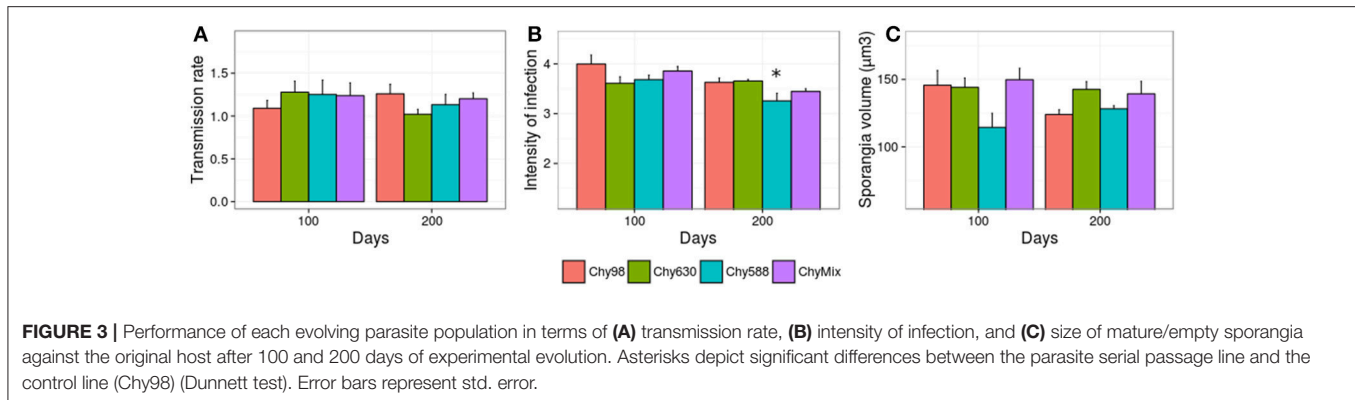 A
Transmission rate
1.5
1.0
0.5
0.0
100
200
Days
B
Intensity of infection
4
3
2
*
100
200
Days
C
Sporangia volume (µm3)
150
100
100
200
Days
Chy98 Chy630 Chy588 ChyMix
FIGURE 3 | Performance of each evolving parasite population in terms of (A) transmission rate, (B) intensity of infection, and (C) size of mature/empty sporangia
against the original host after 100 and 200 days of experimental evolution. Asterisks depict significant differences between the parasite serial passage line and the
control line (Chy98) (Dunnett test). Error bars represent std. error.